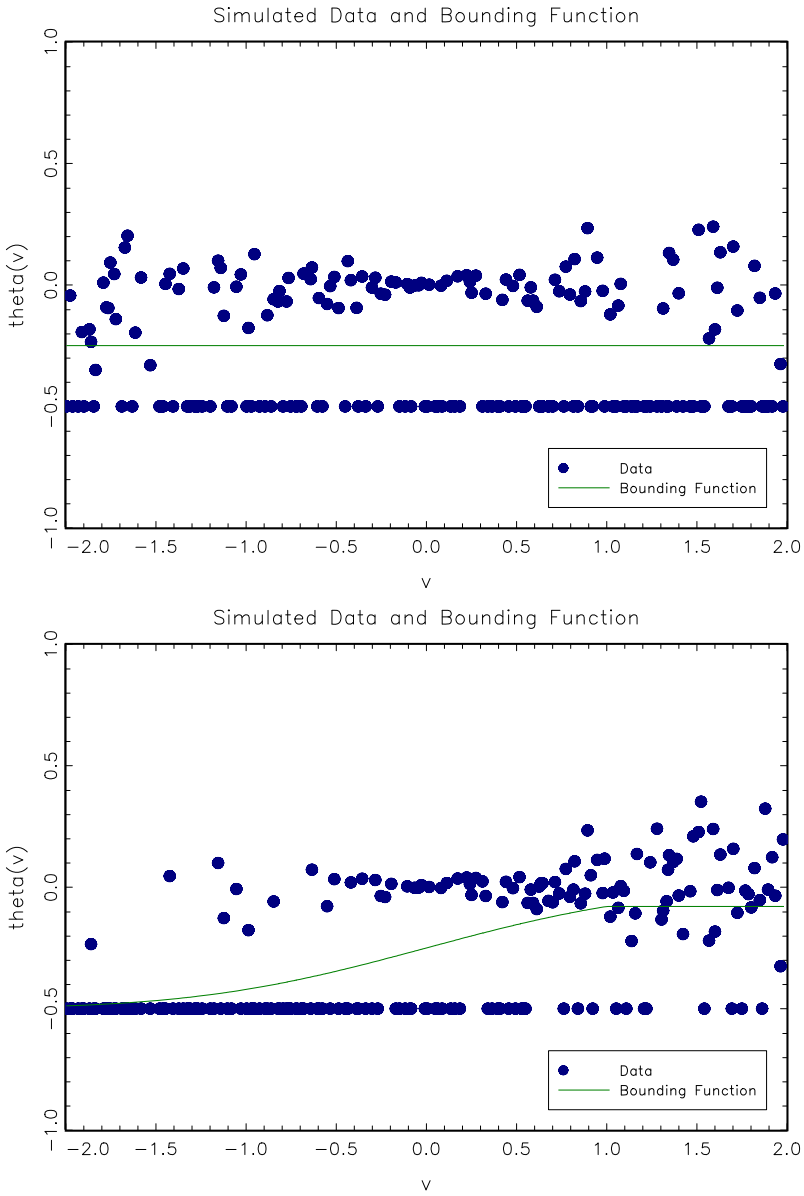 Simulated Data and Bounding Function
1.0
0.5
0.0
−0.5
−1.0
theta(v)
−2.0 −1.5 −1.0 −0.5 0.0 0.5 1.0 1.5 2.0
v
Data
Bounding Function
Simulated Data and Bounding Function
1.0
0.5
0.0
−0.5
−1.0
theta(v)
−2.0 −1.5 −1.0 −0.5 0.0 0.5 1.0 1.5 2.0
v
Data
Bounding Function